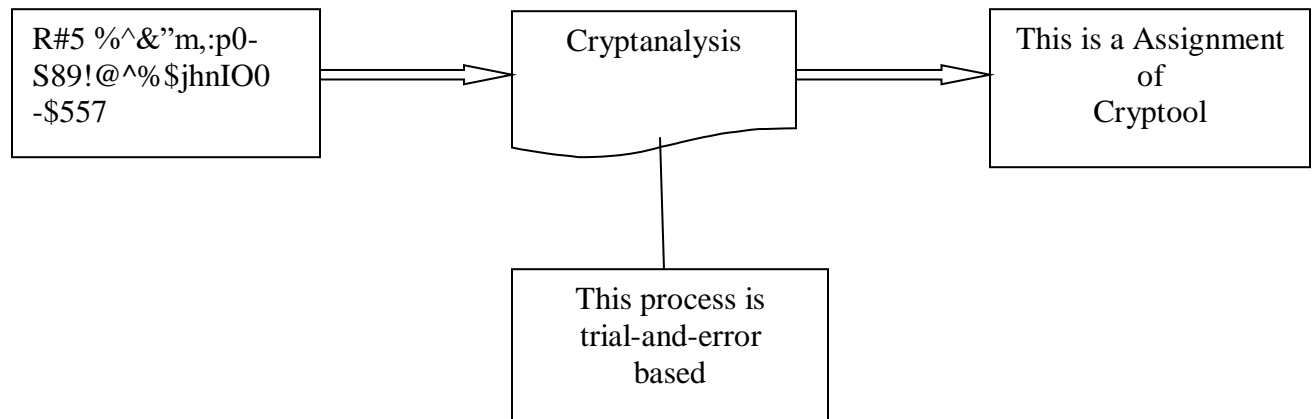 R#5 %^&”m,:p0-
S89!@^%$jhnIO0
-$557
Cryptanalysis
This is a Assignment
of
Cryptool
This process is
trial-and-error
based